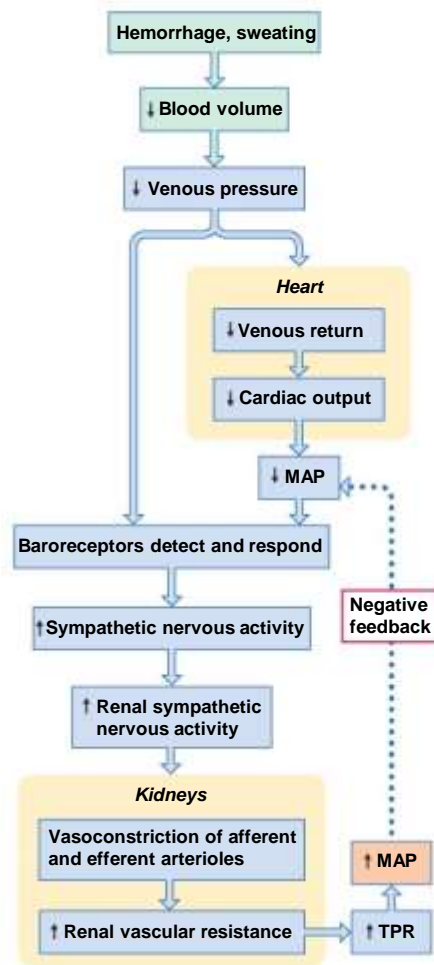 Hemorrhage, sweating
↓ Blood volume
↓ Venous pressure
Heart
↓ Venous return
↓ Cardiac output
↓ MAP
Baroreceptors detect and respond
↑ Sympathetic nervous activity
Negative
feedback
↑ Renal sympathetic
nervous activity
Kidneys
Vasoconstriction of afferent
and efferent arterioles
↑ MAP
↑ Renal vascular resistance
↑ TPR